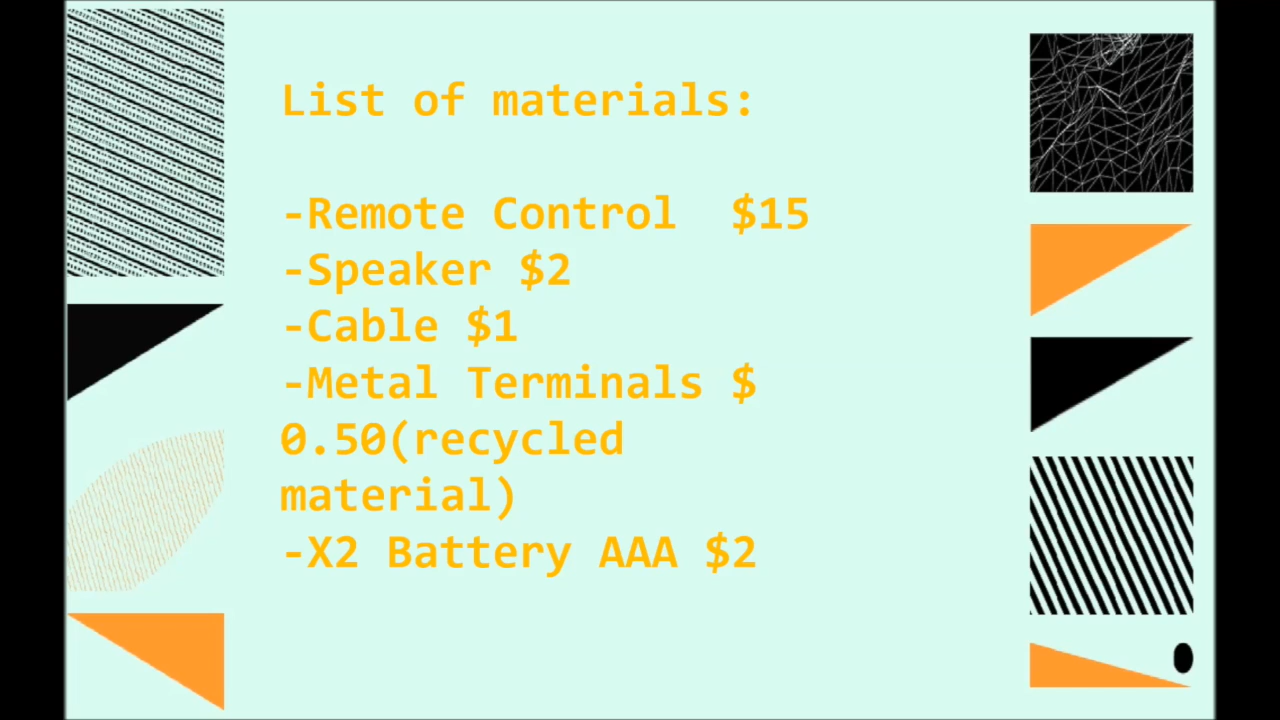 List of materials:
-Remote Control  $15
-Speaker $2
-Cable $1
-Metal Terminals $
0.50(recycled
material)
-X2 Battery AAA $2